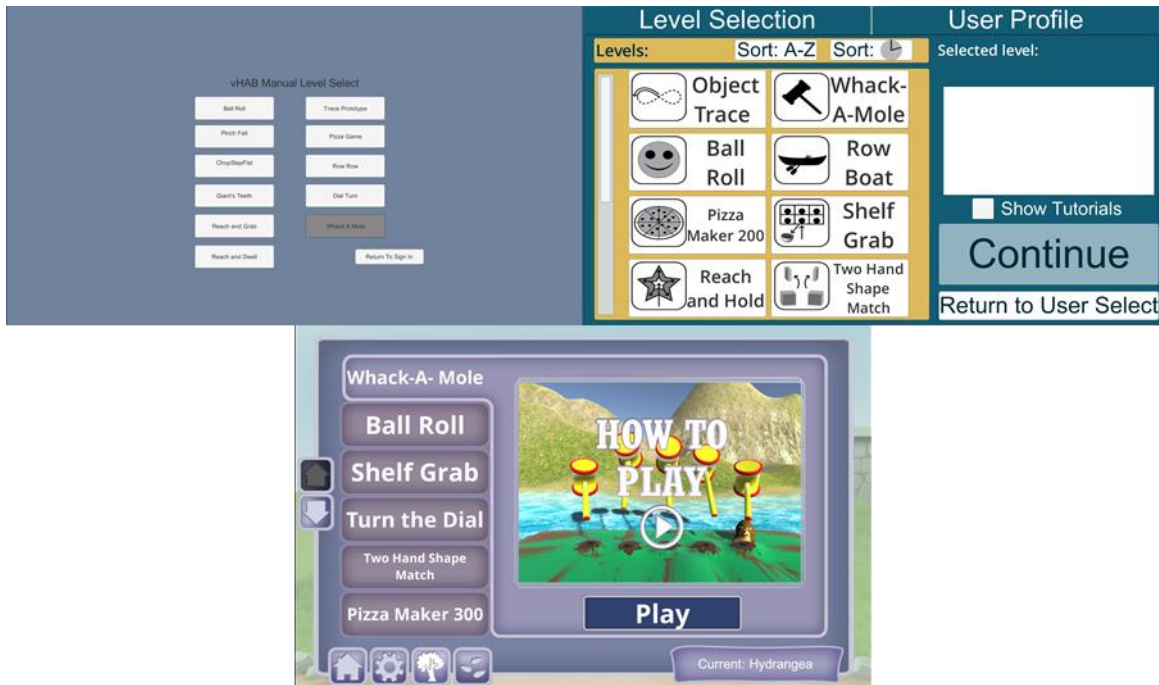 vHAB Manual Level Select
Ball Roll
Trace Prototype
Pinch Fall
Pizza Game
ChopStepFall
Row Row
Giant's Teeth
Dial Turn
Reach and Grab
Whack A Mole
Reach and Dwell
Return To Sign In
Level Selection
User Profile
Levels:
Sort: A-Z
Sort:
Selected level:
Object
Trace
Whack-
A-Mole
Ball
Roll
Row
Boat
Pizza
Maker 200
Shelf
Grab
Reach
and Hold
Two Hand
Shape
Match
Show Tutorials
Continue
Return to User Select
Whack-A- Mole
Ball Roll
Shelf Grab
Turn the Dial
Two Hand Shape
Match
Pizza Maker 300
HOW TO
PLAY
Play
Current: Hydrangea